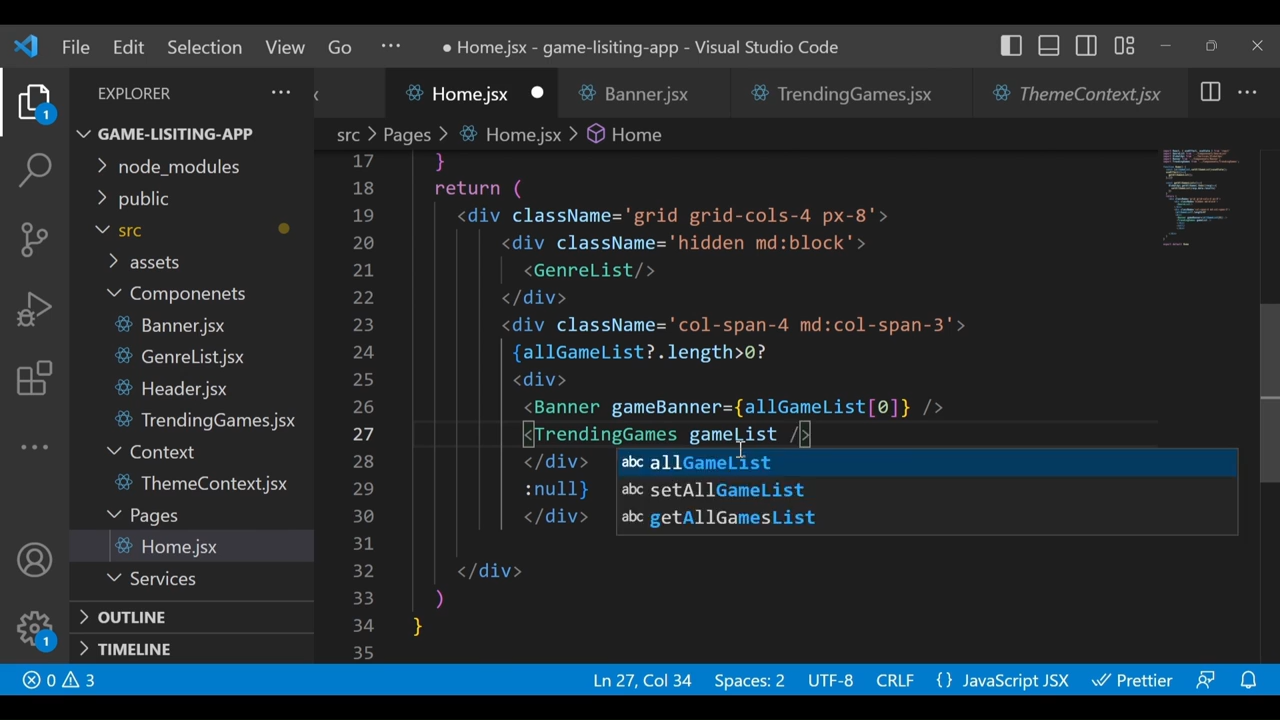 File Edit Selection View Go ··· ● Home.jsx - game-lisiting-app - Visual Studio Code
1
EXPLORER ···
GAME-LISITING-APP
node_modules
public
src
assets
Componenets
Banner.jsx
GenreList.jsx
Header.jsx
TrendingGames.jsx
Context
ThemeContext.jsx
Pages
Home.jsx
Services
OUTLINE
TIMELINE
1
Home.jsx Banner.jsx TrendingGames.jsx ThemeContext.jsx ···
src > Pages > Home.jsx > Home
17 }
18 return (
19 <div className='grid grid-cols-4 px-8'>
20 <div className='hidden md:block'>
21 <GenreList/>
22 </div>
23 <div className='col-span-4 md:col-span-3'>
24 {allGameList?.length>0?
25 <div>
26 <Banner gameBanner={allGameList[0]} />
27 <TrendingGames gameList />
abc allGameList
28 </div>
abc setAllGameList
29 :null}
abc getAllGamesList
30 </div>
31
32 </div>
33 )
34 }
35
0 3 Ln 27, Col 34 Spaces: 2 UTF-8 CRLF {} JavaScript JSX Prettier